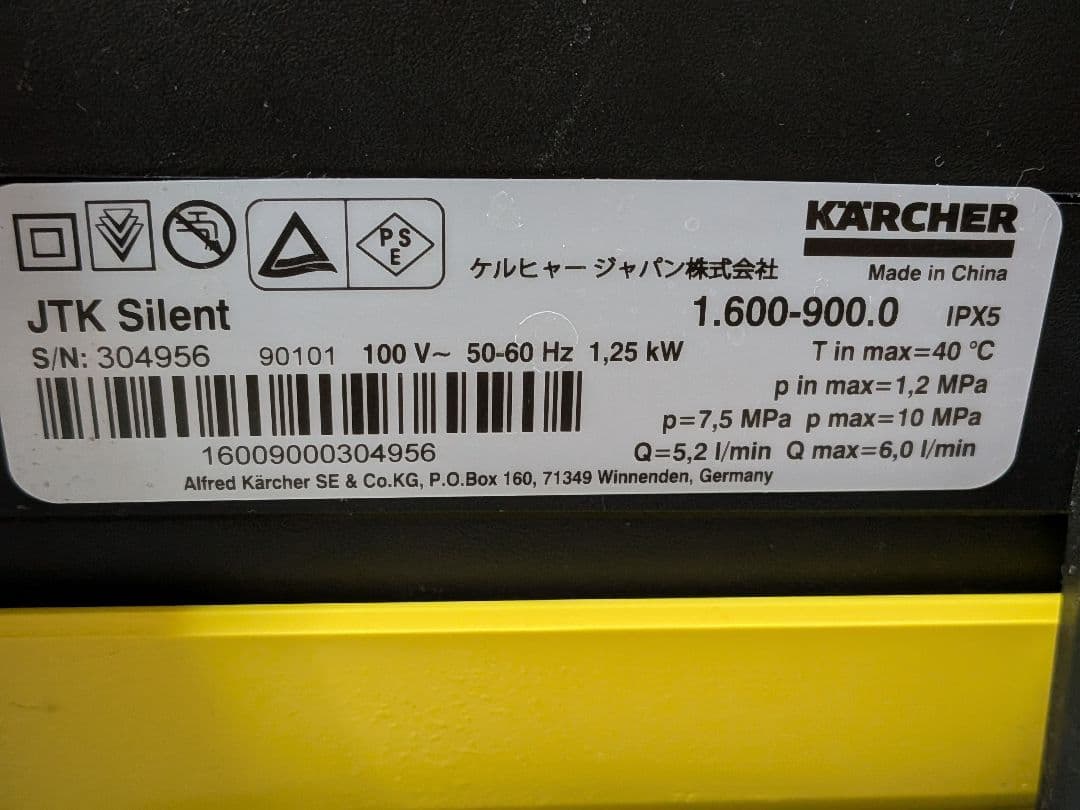 KÄRCHER
PS
E
ケルヒャー ジャパン株式会社
Made in China
JTK Silent
1.600-900.0 IPX5
S/N: 304956 90101 100 V~ 50-60 Hz 1,25 kW
T in max=40 °C
p in max=1,2 MPa
p=7,5 MPa p max=10 MPa
16009000304956
Q=5,2 l/min Q max=6,0 l/min
Alfred Kärcher SE & Co.KG, P.O.Box 160, 71349 Winnenden, Germany